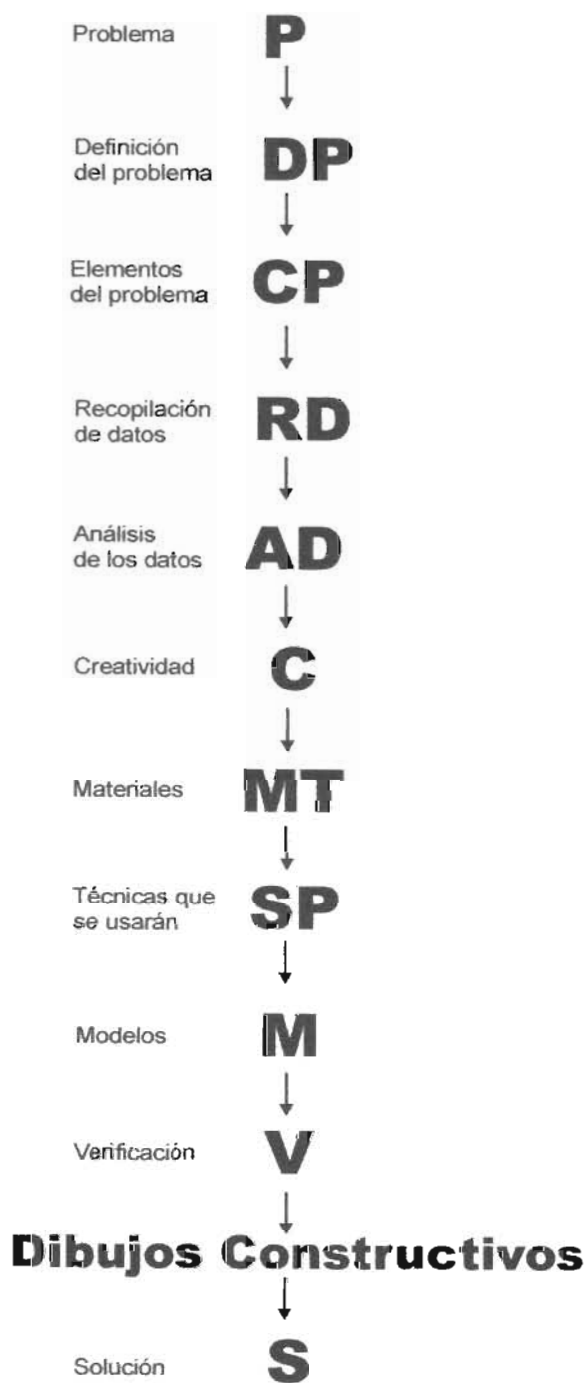 Problema
P
Definición
del problema
DP
Elementos
del problema
CP
Recopilación
de datos
RD
Análisis
de los datos
AD
Creatividad
C
Materiales
MT
Técnicas que
se usarán
SP
Modelos
M
Verificación
V
Dibujos Constructivos
Solución
S